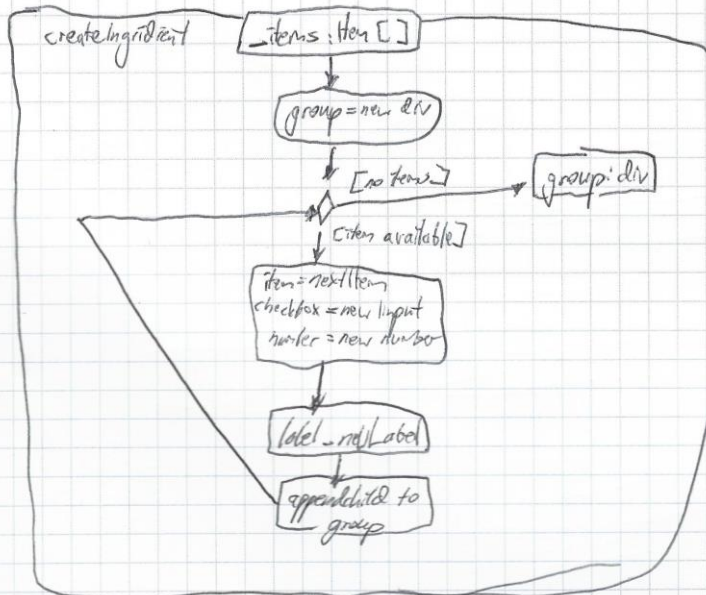 createIngridient
_items: Item []
group = new div
[no items]
group: div
[item available]
item = nextItem
checkbox = new Input
number = new number
label = newLabel
appendchild to
group